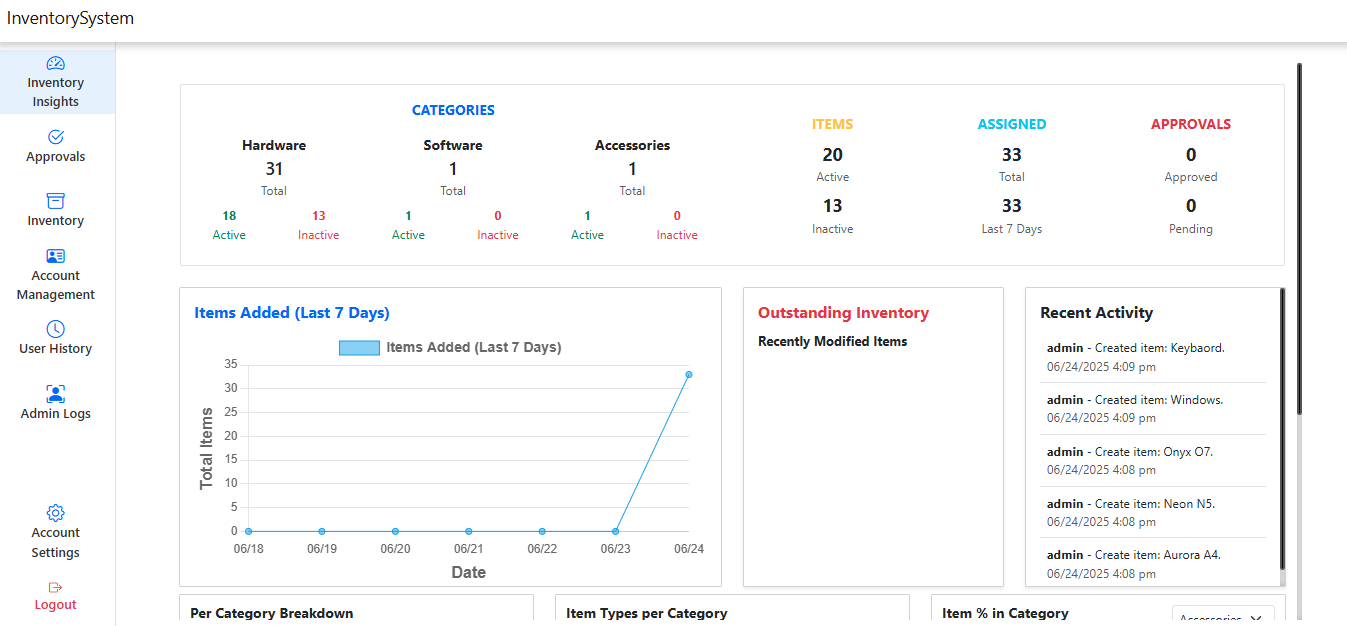 InventorySystem
Inventory
Insights
Approvals
Inventory
Account
Management
User History
Admin Logs
Account
Settings
Logout
CATEGORIES
Hardware
31
Total
18
Active
13
Inactive
Software
1
Total
1
Active
0
Inactive
Accessories
1
Total
1
Active
0
Inactive
ITEMS
20
Active
13
Inactive
ASSIGNED
33
Total
33
Last 7 Days
APPROVALS
0
Approved
0
Pending
Items Added (Last 7 Days)
Items Added (Last 7 Days)
Total Items
35
30
25
20
15
10
5
0
06/18 06/19 06/20 06/21 06/22 06/23 06/24
Date
Outstanding Inventory
Recently Modified Items
Recent Activity
admin - Created item: Keybaord.
06/24/2025 4:09 pm
admin - Created item: Windows.
06/24/2025 4:09 pm
admin - Create item: Onyx O7.
06/24/2025 4:08 pm
admin - Create item: Neon N5.
06/24/2025 4:08 pm
admin - Create item: Aurora A4.
06/24/2025 4:08 pm
Per Category Breakdown
Item Types per Category
Item % in Category
Accessories